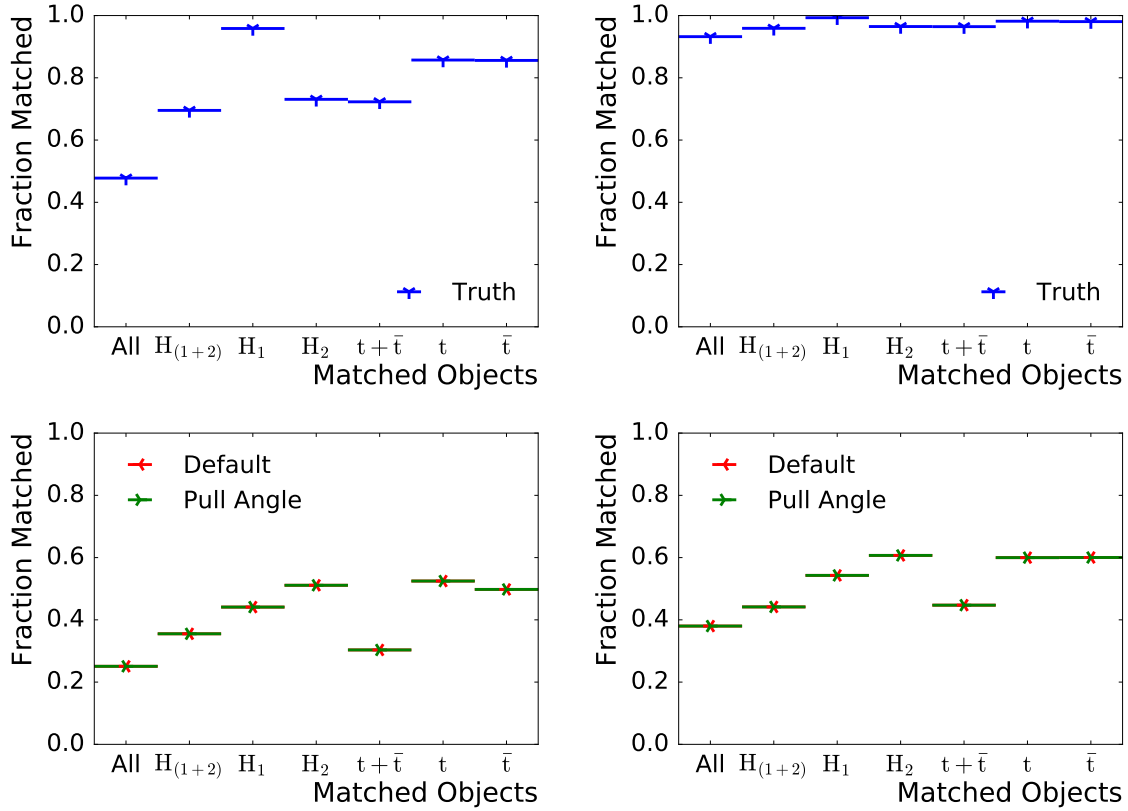 1.0
0.8
0.6
0.4
0.2
0.0
Fraction Matched
Truth
All H(1+2) H1 H2 t + t̄ t t̄
Matched Objects
1.0
0.8
0.6
0.4
0.2
0.0
Fraction Matched
Truth
All H(1+2) H1 H2 t + t̄ t t̄
Matched Objects
1.0
0.8
0.6
0.4
0.2
0.0
Fraction Matched
Default
Pull Angle
All H(1+2) H1 H2 t + t̄ t t̄
Matched Objects
1.0
0.8
0.6
0.4
0.2
0.0
Fraction Matched
Default
Pull Angle
All H(1+2) H1 H2 t + t̄ t t̄
Matched Objects